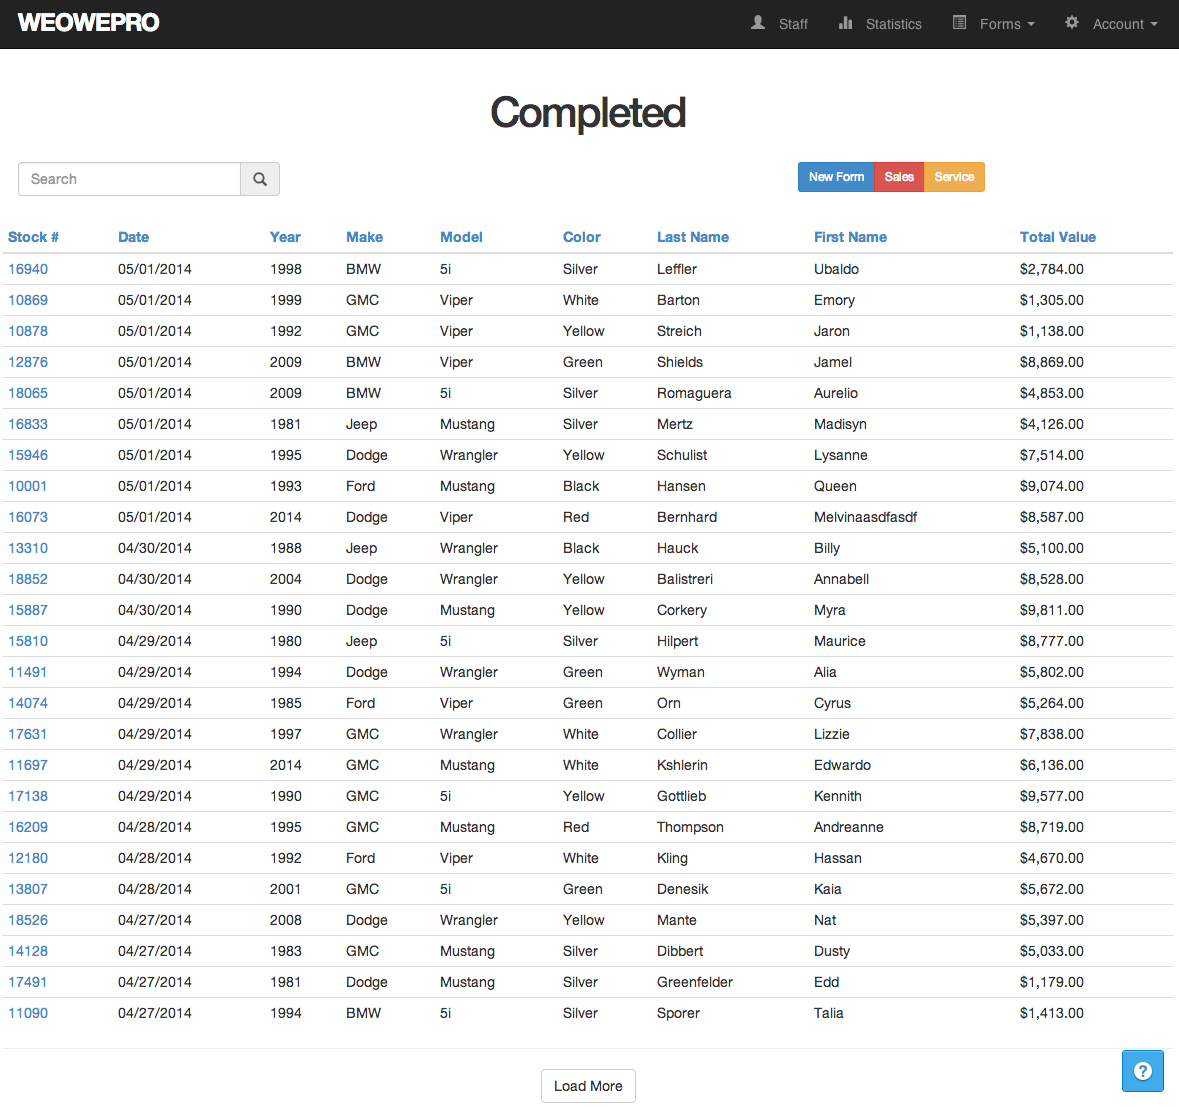 WEOWEPRO Staff Statistics Forms Account
Completed
Search New Form Sales Service
Stock # Date Year Make Model Color Last Name First Name Total Value
16940 05/01/2014 1998 BMW 5i Silver Leffler Ubaldo $2,784.00
10869 05/01/2014 1999 GMC Viper White Barton Emory $1,305.00
10878 05/01/2014 1992 GMC Viper Yellow Streich Jaron $1,138.00
12876 05/01/2014 2009 BMW Viper Green Shields Jamel $8,869.00
18065 05/01/2014 2009 BMW 5i Silver Romaguera Aurelio $4,853.00
16833 05/01/2014 1981 Jeep Mustang Silver Mertz Madisyn $4,126.00
15946 05/01/2014 1995 Dodge Wrangler Yellow Schulist Lysanne $7,514.00
10001 05/01/2014 1993 Ford Mustang Black Hansen Queen $9,074.00
16073 05/01/2014 2014 Dodge Viper Red Bernhard Melvinaasdfasdf $8,587.00
13310 04/30/2014 1988 Jeep Wrangler Black Hauck Billy $5,100.00
18852 04/30/2014 2004 Dodge Wrangler Yellow Balistreri Annabell $8,528.00
15887 04/30/2014 1990 Dodge Mustang Yellow Corkery Myra $9,811.00
15810 04/29/2014 1980 Jeep 5i Silver Hilpert Maurice $8,777.00
11491 04/29/2014 1994 Dodge Wrangler Green Wyman Alia $5,802.00
14074 04/29/2014 1985 Ford Viper Green Orn Cyrus $5,264.00
17631 04/29/2014 1997 GMC Wrangler White Collier Lizzie $7,838.00
11697 04/29/2014 2014 GMC Mustang White Kshlerin Edwardo $6,136.00
17138 04/29/2014 1990 GMC 5i Yellow Gottlieb Kennith $9,577.00
16209 04/28/2014 1995 GMC Mustang Red Thompson Andreanne $8,719.00
12180 04/28/2014 1992 Ford Viper White Kling Hassan $4,670.00
13807 04/28/2014 2001 GMC 5i Green Denesik Kaia $5,672.00
18526 04/27/2014 2008 Dodge Wrangler Yellow Mante Nat $5,397.00
14128 04/27/2014 1983 GMC Mustang Silver Dibbert Dusty $5,033.00
17491 04/27/2014 1981 Dodge Mustang Silver Greenfelder Edd $1,179.00
11090 04/27/2014 1994 BMW 5i Silver Sporer Talia $1,413.00
Load More ?